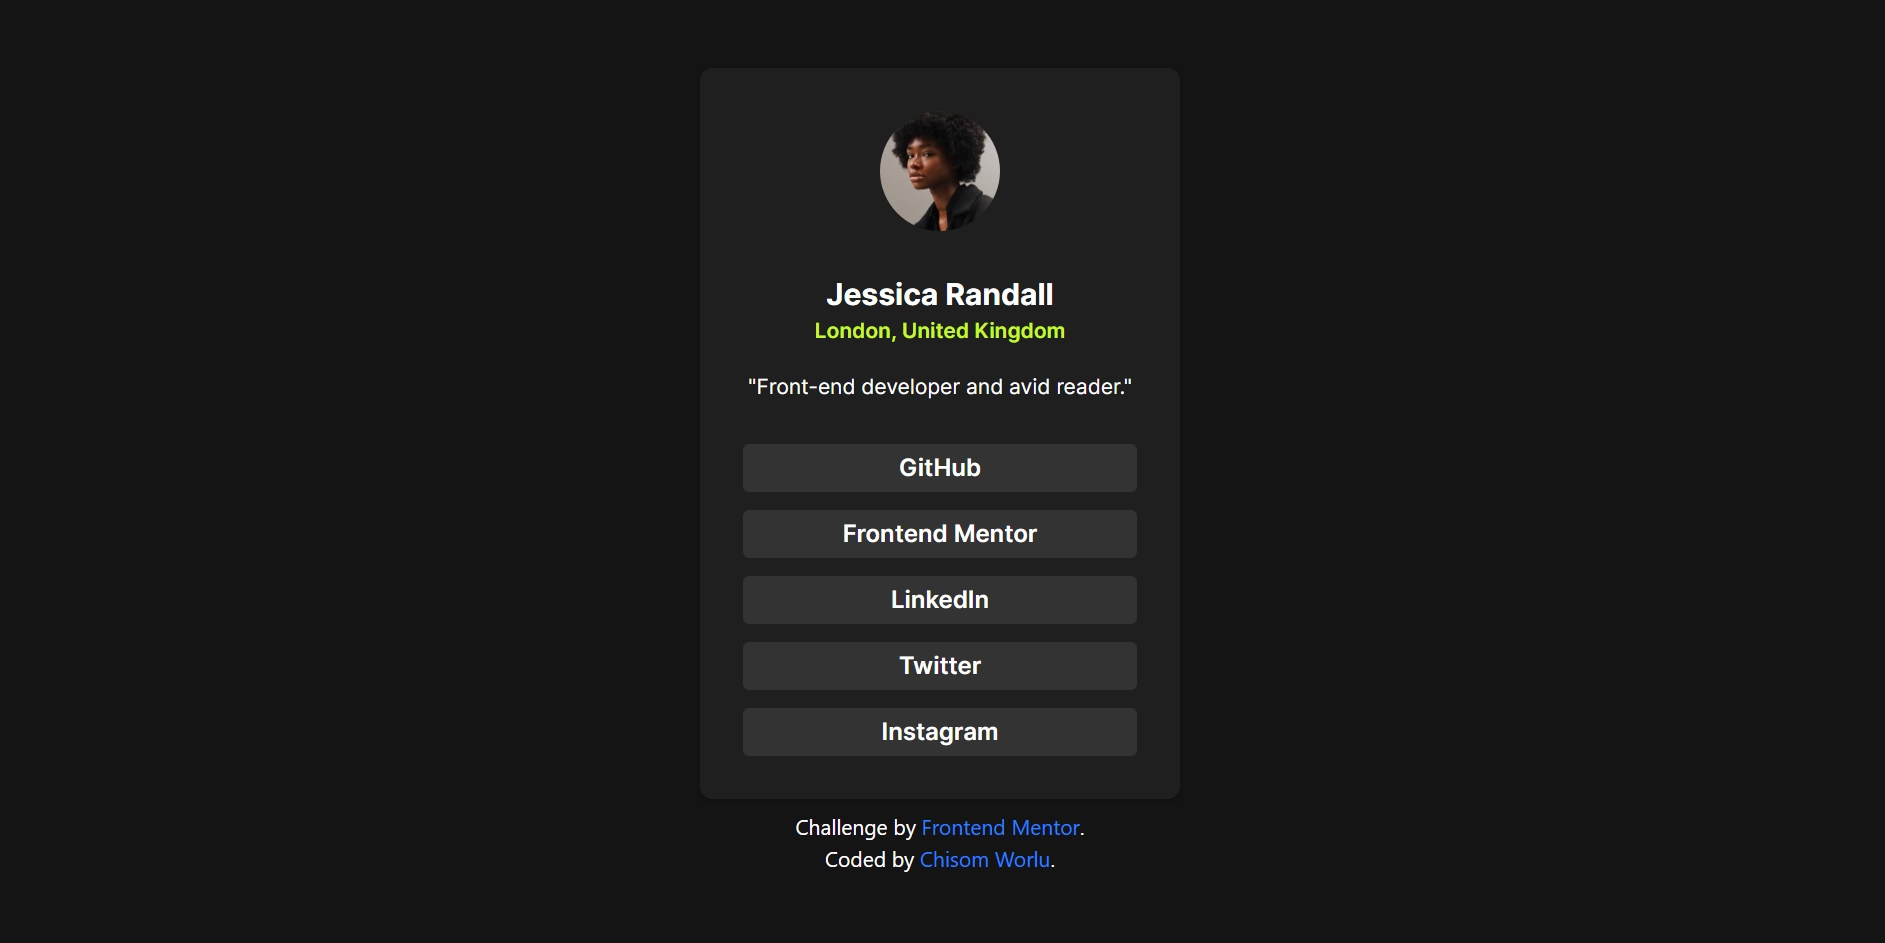 Jessica Randall
London, United Kingdom
"Front-end developer and avid reader."
GitHub
Frontend Mentor
LinkedIn
Twitter
Instagram
Challenge by Frontend Mentor.
Coded by Chisom Worlu.